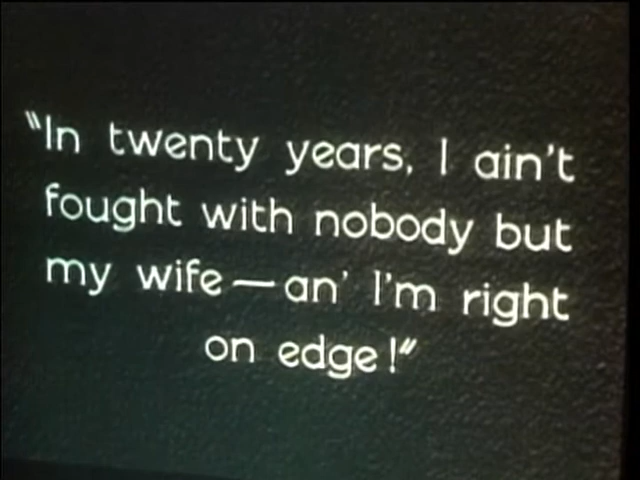 "In twenty years, I ain't
fought with nobody but
my wife — an' I'm right
on edge!"